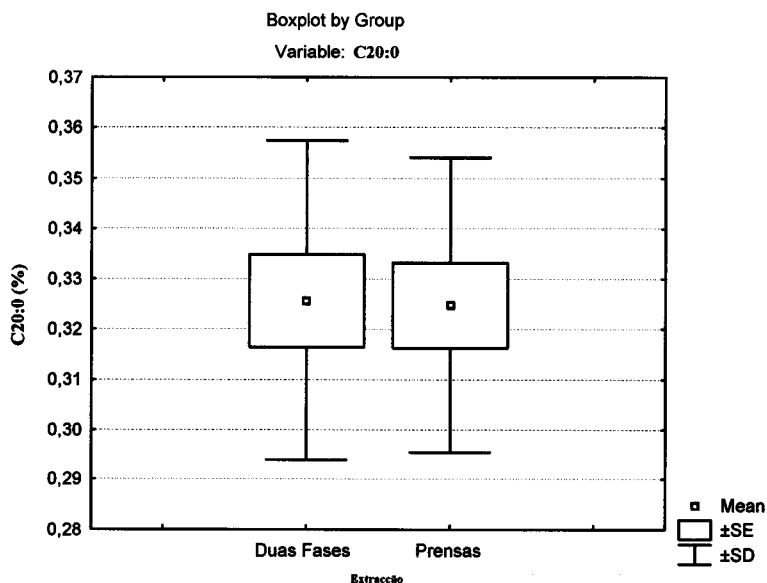 Boxplot by Group
Variable: C20:0
C20:0 (%)
0,37
0,36
0,35
0,34
0,33
0,32
0,31
0,30
0,29
0,28
Duas Fases
Prensas
Extracção
Mean
±SE
±SD